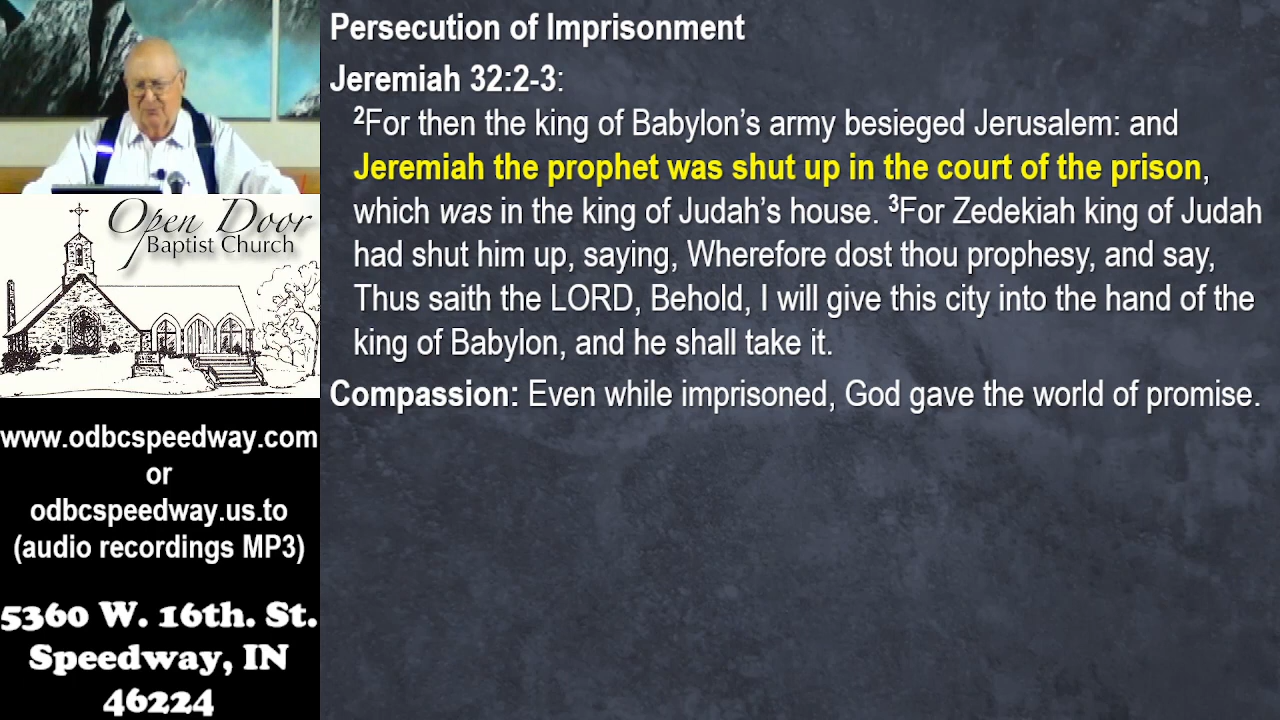 Open Door
Baptist Church
www.odbcspeedway.com
or
odbcspeedway.us.to
(audio recordings MP3)
5360 W. 16th. St.
Speedway, IN
46224
Persecution of Imprisonment
Jeremiah 32:2-3:
2For then the king of Babylon’s army besieged Jerusalem: and
Jeremiah the prophet was shut up in the court of the prison,
which was in the king of Judah’s house. 3For Zedekiah king of Judah
had shut him up, saying, Wherefore dost thou prophesy, and say,
Thus saith the LORD, Behold, I will give this city into the hand of the
king of Babylon, and he shall take it.
Compassion: Even while imprisoned, God gave the world of promise.